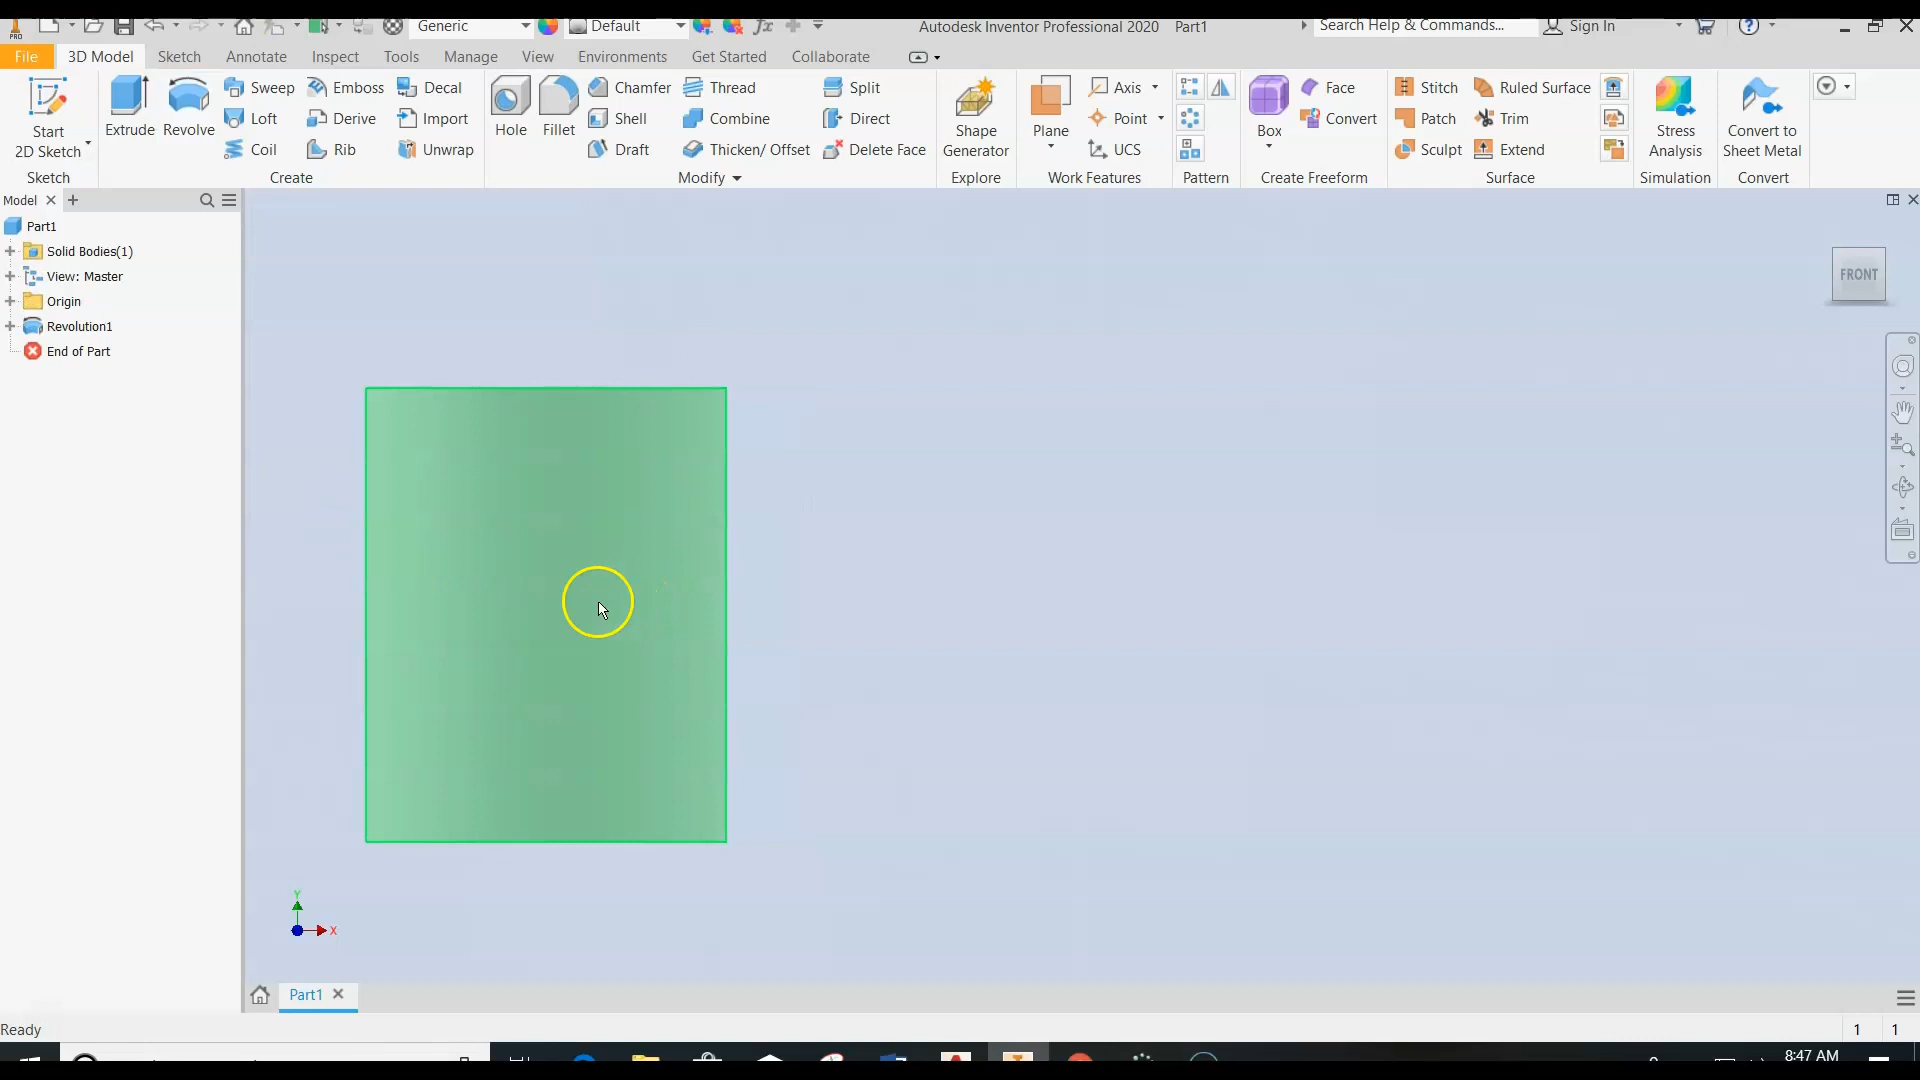 Generic Default fx Autodesk Inventor Professional 2020 Part1 Search Help & Commands... Sign In
File 3D Model Sketch Annotate Inspect Tools Manage View Environments Get Started Collaborate
Start
2D Sketch
Sketch
Extrude
Revolve
Sweep Emboss Decal
Loft Derive Import
Coil Rib Unwrap
Create
Hole
Fillet
Chamfer Thread Split
Shell Combine Direct
Draft Thicken/ Offset Delete Face
Modify
Shape
Generator
Explore
Plane
Axis
Point
UCS
Work Features
Pattern
Box
Face
Convert
Create Freeform
Stitch Ruled Surface
Patch Trim
Sculpt Extend
Surface
Stress
Analysis
Simulation
Convert to
Sheet Metal
Convert
Model
Part1
Solid Bodies(1)
View: Master
Origin
Revolution1
End of Part
FRONT
Y
X
Part1
Ready 1 1
8:47 AM